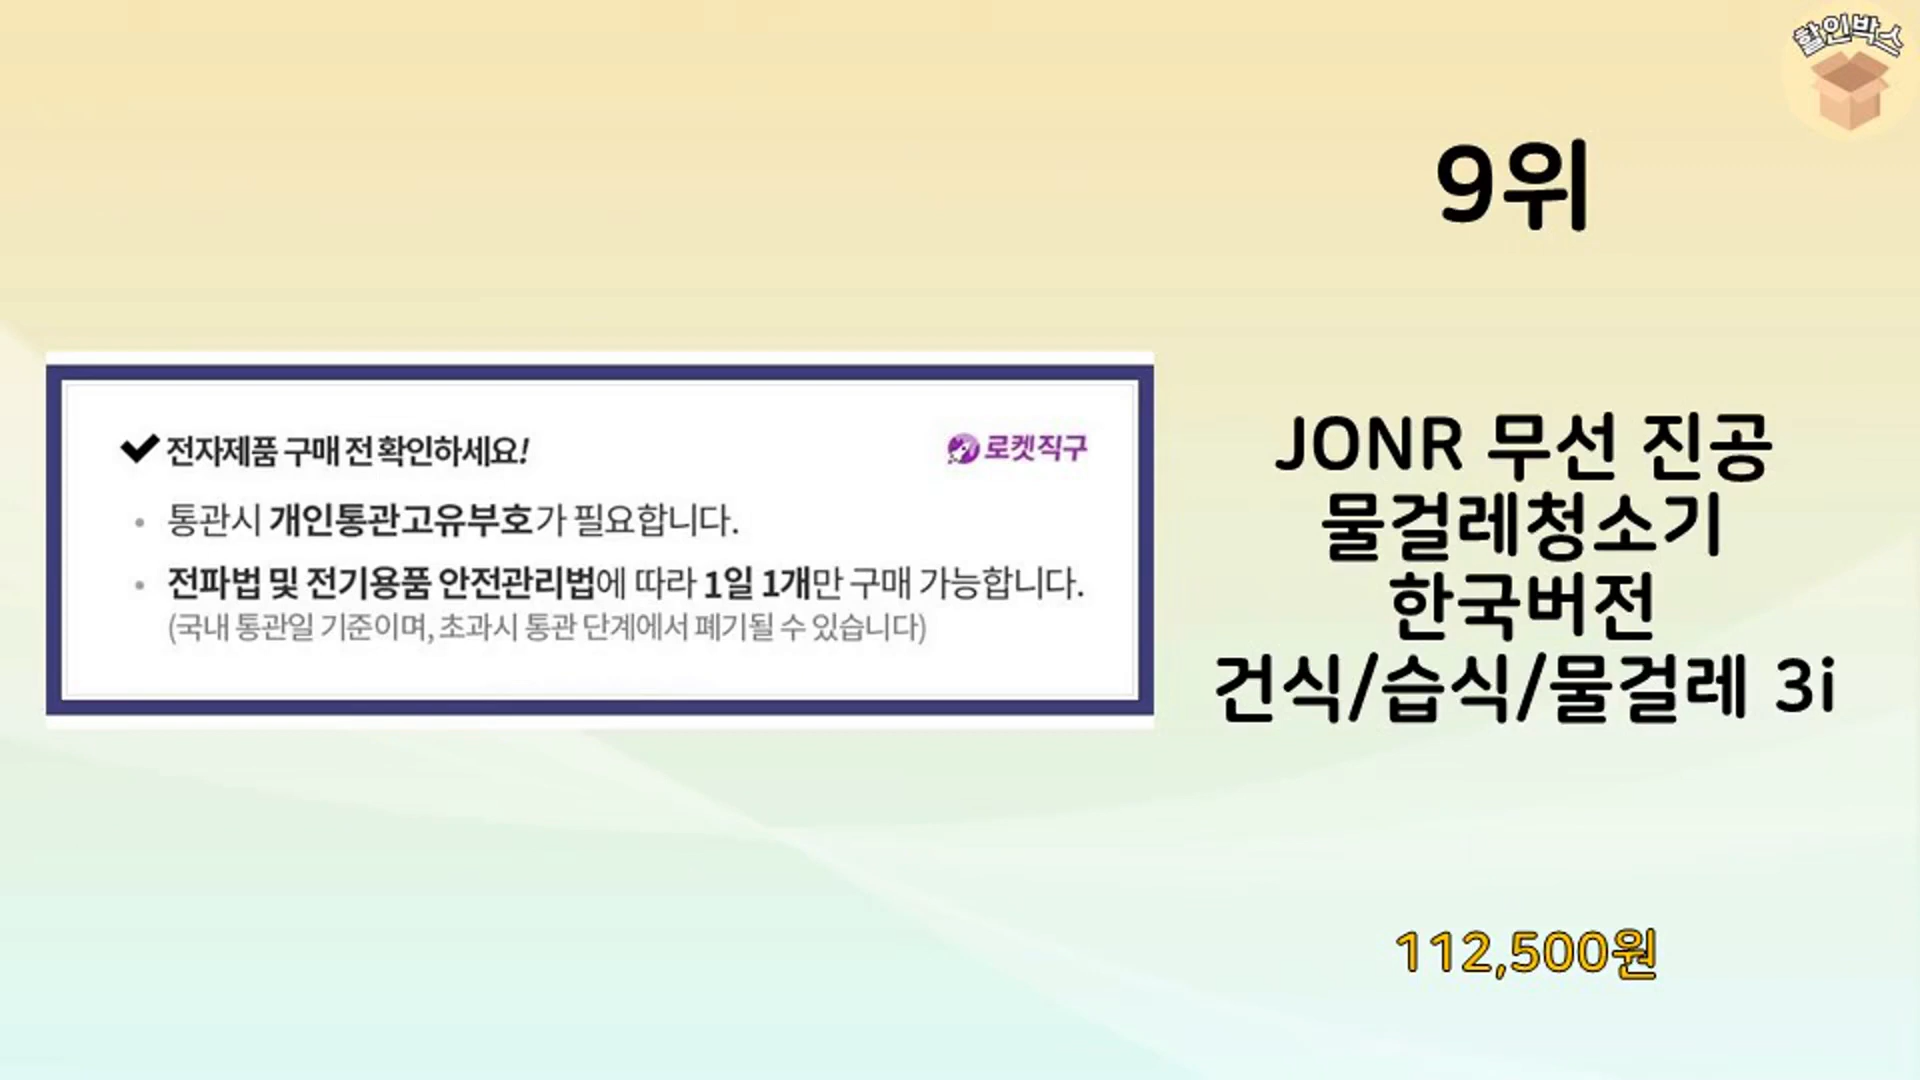 할인박스
9위
✔ 전자제품 구매 전 확인하세요!
로켓직구
• 통관시 개인통관고유부호가 필요합니다.
• 전파법 및 전기용품 안전관리법에 따라 1일 1개만 구매 가능합니다.
(국내 통관일 기준이며, 초과시 통관 단계에서 폐기될 수 있습니다)
JONR 무선 진공
물걸레청소기
한국버전
건식/습식/물걸레 3i
112,500원